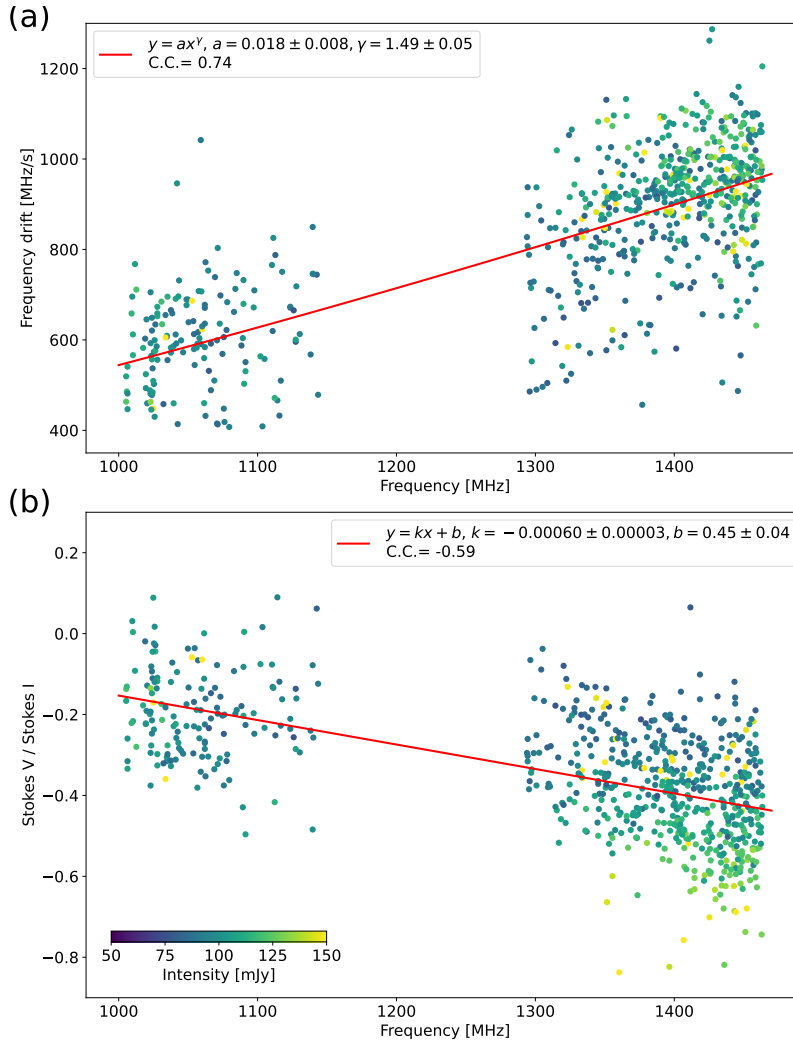 (a)
y = ax^γ, a = 0.018 ± 0.008, γ = 1.49 ± 0.05
C.C.= 0.74
1200
1000
800
600
400
Frequency drift [MHz/s]
1000 1100 1200 1300 1400
Frequency [MHz]
(b)
y = kx + b, k = −0.00060 ± 0.00003, b = 0.45 ± 0.04
C.C.= -0.59
0.2
0.0
−0.2
−0.4
−0.6
−0.8
Stokes V / Stokes I
50 75 100 125 150
Intensity [mJy]
1000 1100 1200 1300 1400
Frequency [MHz]